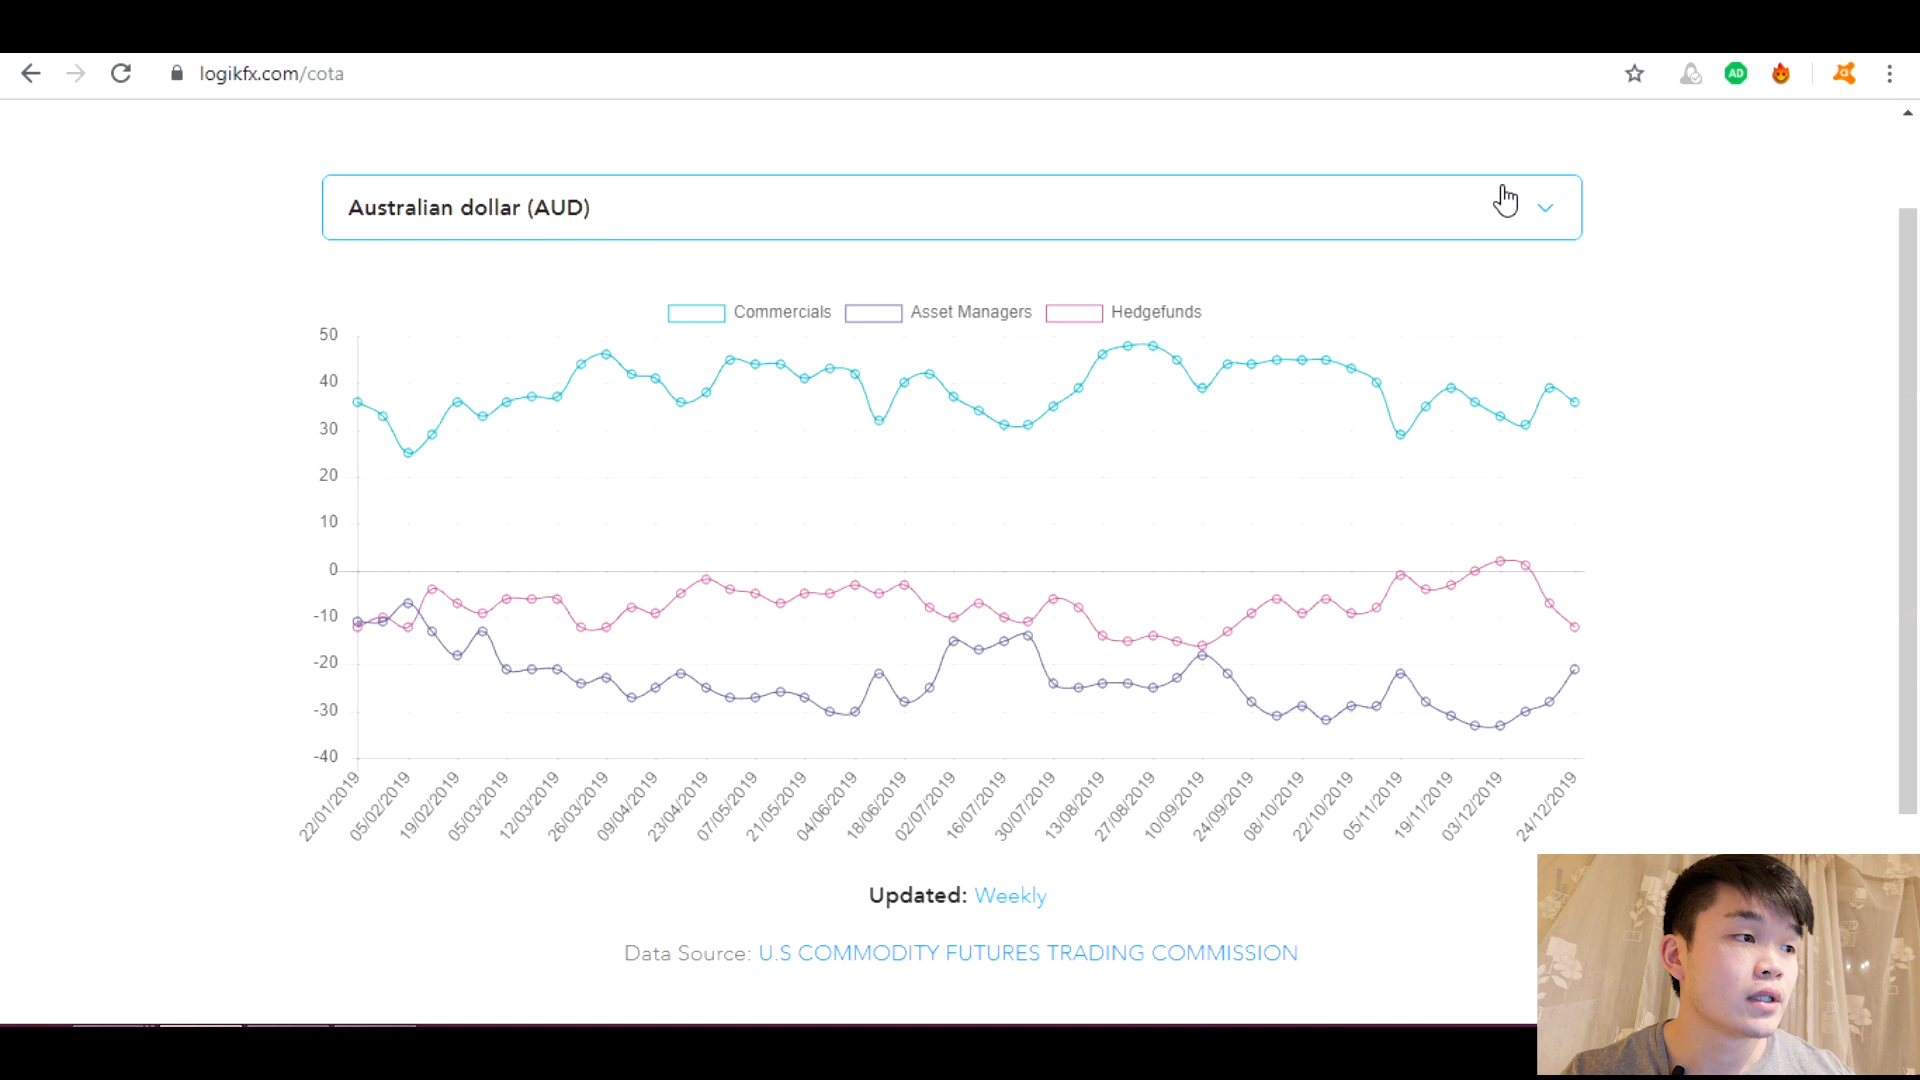 logikfx.com/cota
AD
Australian dollar (AUD)
Commercials Asset Managers Hedgefunds
50
40
30
20
10
0
-10
-20
-30
-40
22/01/2019 05/02/2019 19/02/2019 05/03/2019 12/03/2019 26/03/2019 09/04/2019 23/04/2019 07/05/2019 21/05/2019 04/06/2019 18/06/2019 02/07/2019 16/07/2019 30/07/2019 13/08/2019 27/08/2019 10/09/2019 24/09/2019 08/10/2019 22/10/2019 05/11/2019 19/11/2019 03/12/2019 24/12/2019
Updated: Weekly
Data Source: U.S COMMODITY FUTURES TRADING COMMISSION